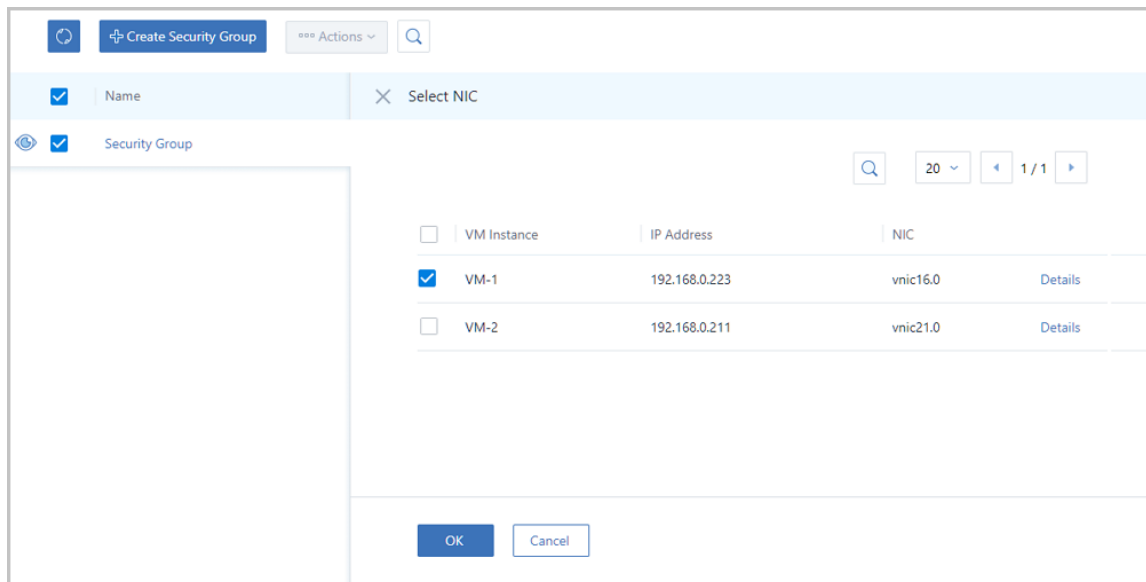 Create Security Group Actions
Name
Security Group
Select NIC
20 1 / 1
VM Instance IP Address NIC
VM-1 192.168.0.223 vnic16.0 Details
VM-2 192.168.0.211 vnic21.0 Details
OK Cancel